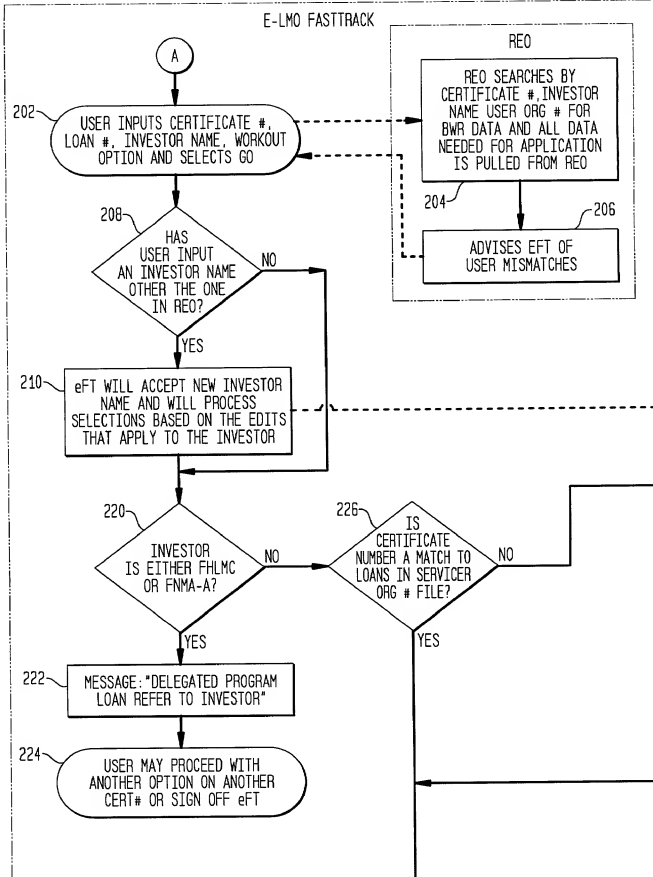 E-LMO FASTTRACK
A
202
USER INPUTS CERTIFICATE #,
LOAN #, INVESTOR NAME, WORKOUT
OPTION AND SELECTS GO
REO
REO SEARCHES BY
CERTIFICATE #,INVESTOR
NAME USER ORG # FOR
BWR DATA AND ALL DATA
NEEDED FOR APPLICATION
IS PULLED FROM REO
204
206
ADVISES EFT OF
USER MISMATCHES
208
HAS
USER INPUT
AN INVESTOR NAME
OTHER THE ONE
IN REO?
NO
YES
210
eFT WILL ACCEPT NEW INVESTOR
NAME AND WILL PROCESS
SELECTIONS BASED ON THE EDITS
THAT APPLY TO THE INVESTOR
220
INVESTOR
IS EITHER FHLMC
OR FNMA-A?
NO
YES
226
IS
CERTIFICATE
NUMBER A MATCH TO
LOANS IN SERVICER
ORG # FILE?
NO
YES
222
MESSAGE:"DELEGATED PROGRAM
LOAN REFER TO INVESTOR"
224
USER MAY PROCEED WITH
ANOTHER OPTION ON ANOTHER
CERT# OR SIGN OFF eFT